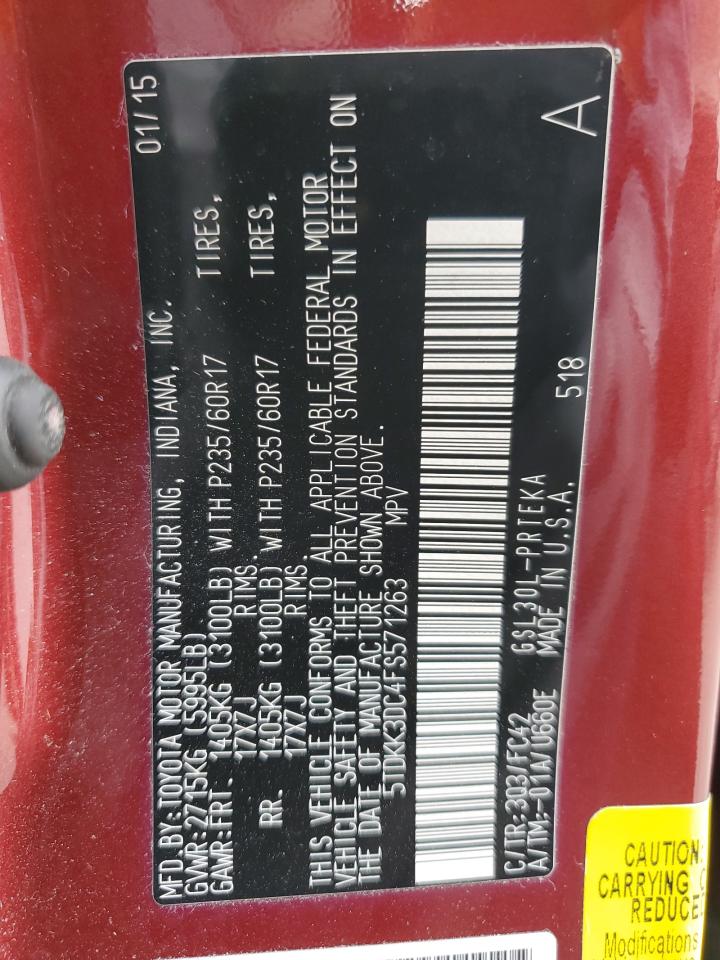 MFD.BY:TOYOTA MOTOR MANUFACTURING, INDIANA, INC. 01/15
GVWR:2715KG (5995LB)
GAWR:FRT. 1405KG (3100LB) WITH P235/60R17 TIRES,
17X7J RIMS.
RR. 1405KG (3100LB) WITH P235/60R17 TIRES,
17X7J RIMS.
THIS VEHICLE CONFORMS TO ALL APPLICABLE FEDERAL MOTOR
VEHICLE SAFETY AND THEFT PREVENTION STANDARDS IN EFFECT ON
THE DATE OF MANUFACTURE SHOWN ABOVE.
5TDKK3DC4FS571263 MPV
C/TR:303/FC42 GSL30L-PRTEKA 518 A
A/TM:-011A/U660E MADE IN U.S.A.
CAUTION:
CARRYING
REDUCE
Modifications